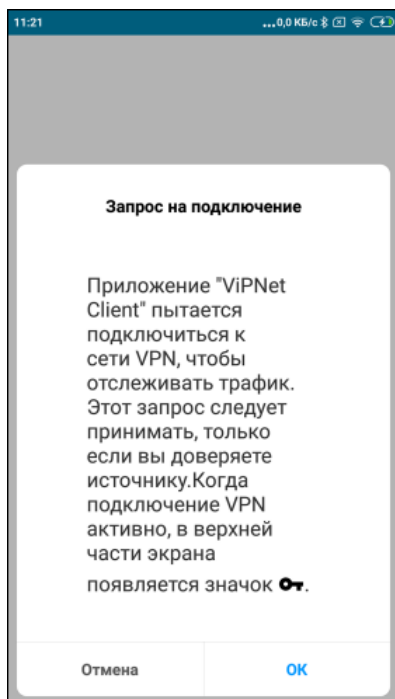 11:21
...0,0 КБ/с
Запрос на подключение
Приложение "ViPNet
Client" пытается
подключиться к
сети VPN, чтобы
отслеживать трафик.
Этот запрос следует
принимать, только
если вы доверяете
источнику.Когда
подключение VPN
активно, в верхней
части экрана
появляется значок .
Отмена
ОК